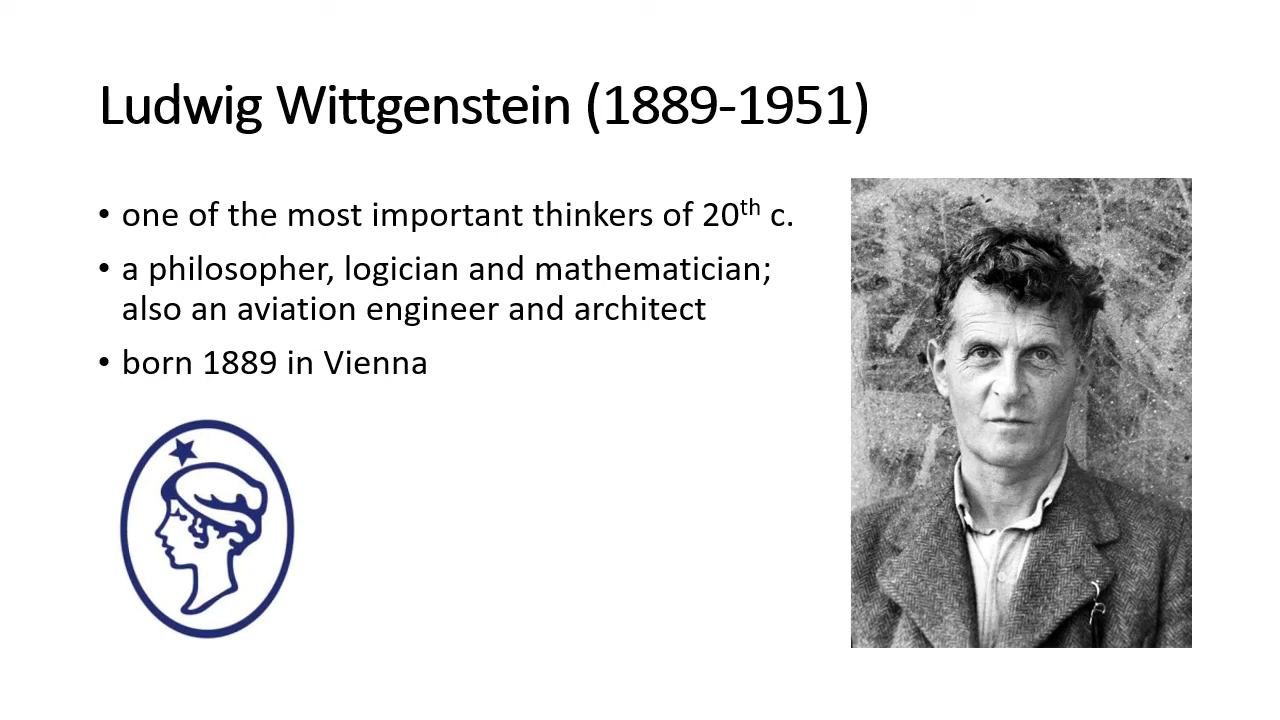 Ludwig Wittgenstein (1889-1951)
• one of the most important thinkers of 20th c.
• a philosopher, logician and mathematician;
also an aviation engineer and architect
• born 1889 in Vienna